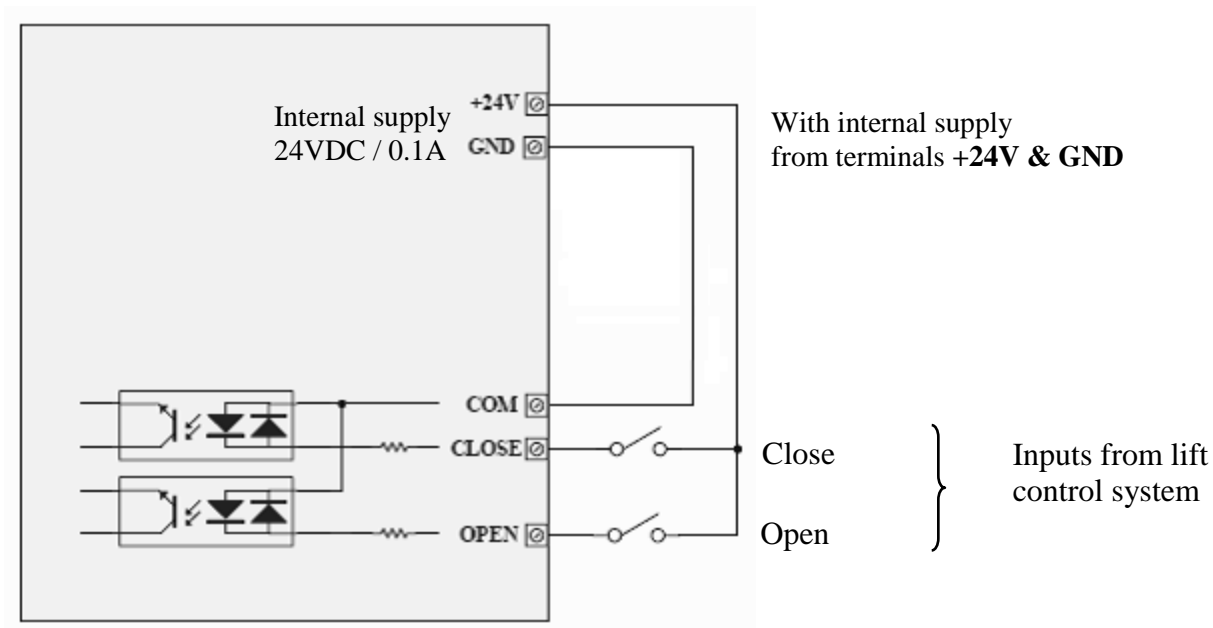 +24V
Internal supply
24VDC / 0.1A
GND
With internal supply
from terminals +24V & GND
COM
CLOSE
Close
OPEN
Open
Inputs from lift
control system